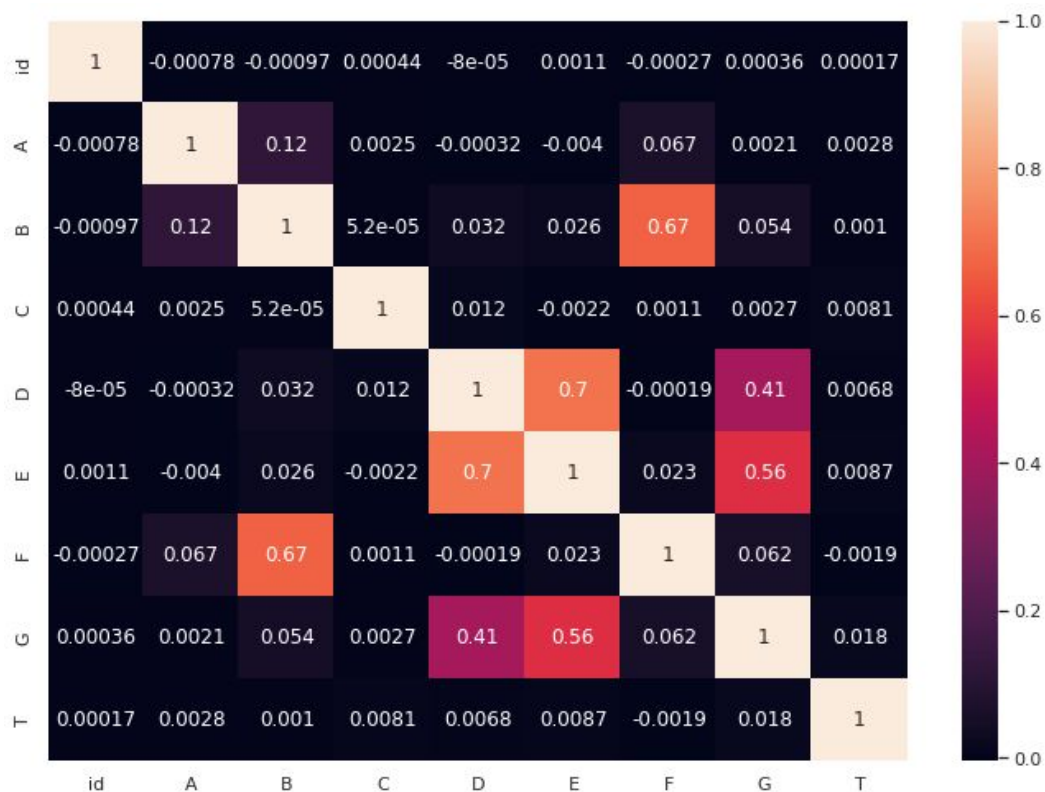 1.0
id 1 -0.00078 -0.00097 0.00044 -8e-05 0.0011 -0.00027 0.00036 0.00017
A -0.00078 1 0.12 0.0025 -0.00032 -0.004 0.067 0.0021 0.0028
0.8
B -0.00097 0.12 1 5.2e-05 0.032 0.026 0.67 0.054 0.001
C 0.00044 0.0025 5.2e-05 1 0.012 -0.0022 0.0011 0.0027 0.0081
0.6
D -8e-05 -0.00032 0.032 0.012 1 0.7 -0.00019 0.41 0.0068
0.4
E 0.0011 -0.004 0.026 -0.0022 0.7 1 0.023 0.56 0.0087
F -0.00027 0.067 0.67 0.0011 -0.00019 0.023 1 0.062 -0.0019
0.2
G 0.00036 0.0021 0.054 0.0027 0.41 0.56 0.062 1 0.018
T 0.00017 0.0028 0.001 0.0081 0.0068 0.0087 -0.0019 0.018 1
0.0
id A B C D E F G T